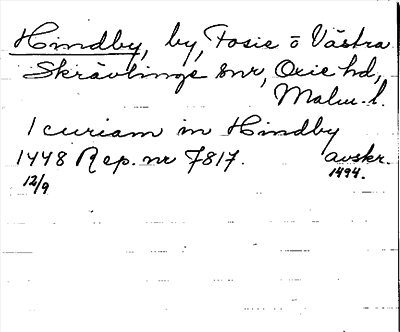 Hindby, by, Fosie o Västra
Skrävlinge snr, Oxie hd,
Malm. l.
1 curiam in Hindby
1448 Rep. nr 7817. avskr.
12/9 1494.